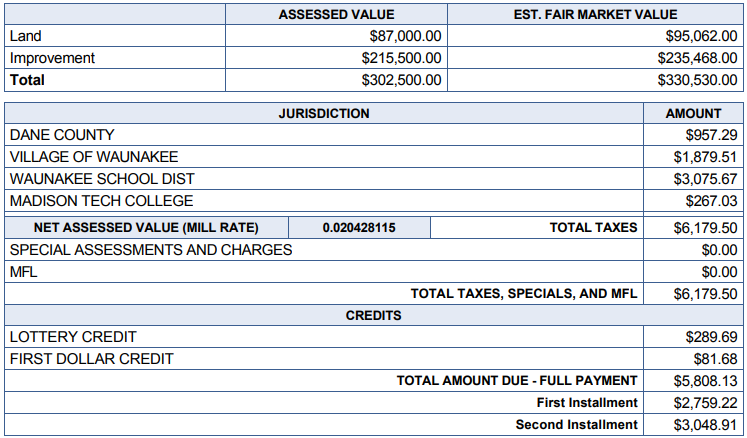 ASSESSED VALUE EST. FAIR MARKET VALUE
Land $87,000.00 $95,062.00
Improvement $215,500.00 $235,468.00
Total $302,500.00 $330,530.00
JURISDICTION AMOUNT
DANE COUNTY $957.29
VILLAGE OF WAUNAKEE $1,879.51
WAUNAKEE SCHOOL DIST $3,075.67
MADISON TECH COLLEGE $267.03
NET ASSESSED VALUE (MILL RATE) 0.020428115 TOTAL TAXES $6,179.50
SPECIAL ASSESSMENTS AND CHARGES $0.00
MFL $0.00
TOTAL TAXES, SPECIALS, AND MFL $6,179.50
CREDITS
LOTTERY CREDIT $289.69
FIRST DOLLAR CREDIT $81.68
TOTAL AMOUNT DUE - FULL PAYMENT $5,808.13
First Installment $2,759.22
Second Installment $3,048.91